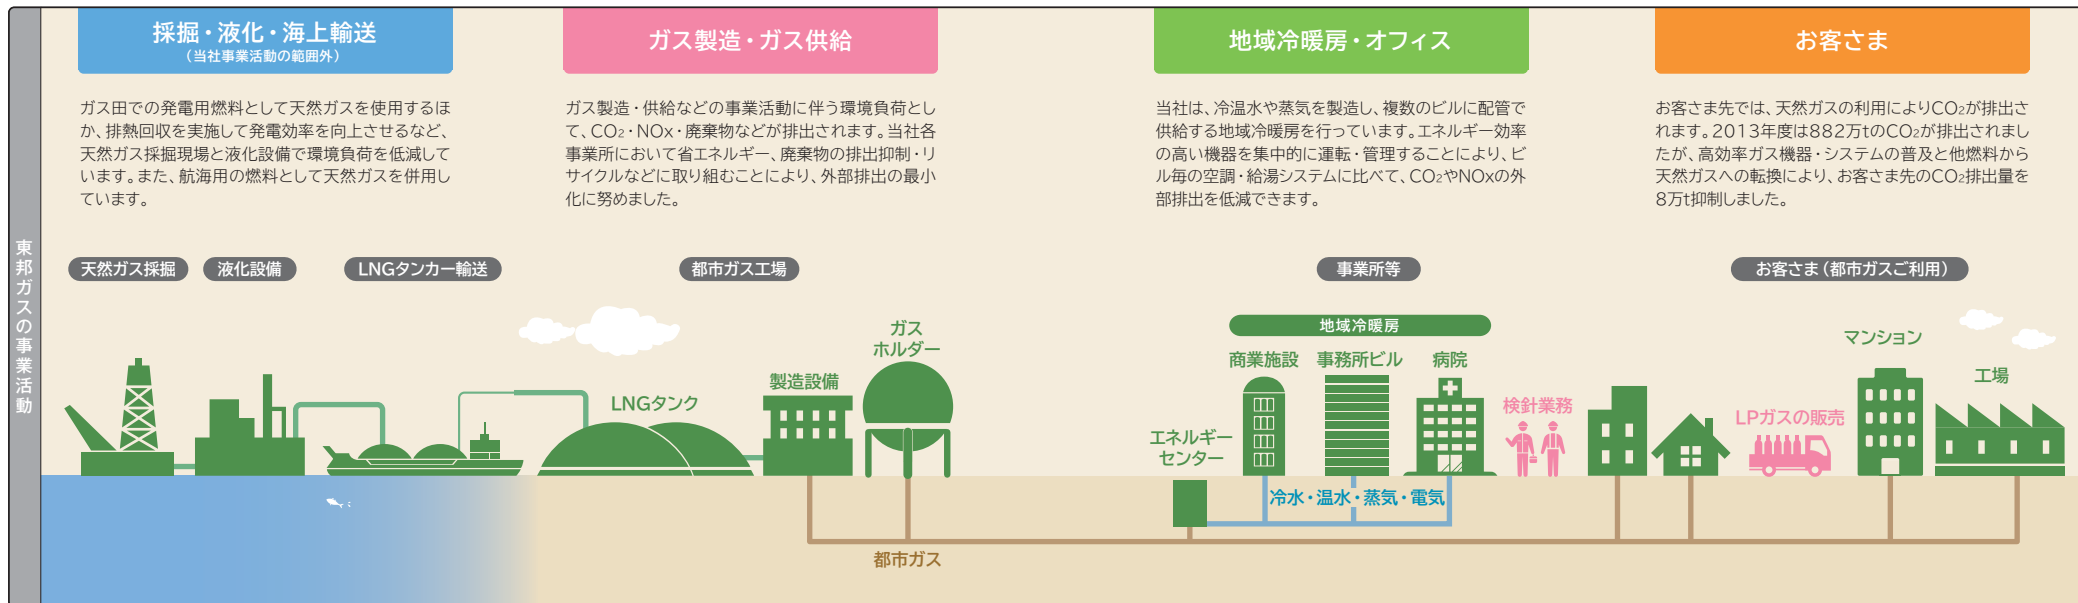 東邦ガスの事業活動
採掘・液化・海上輸送
（当社事業活動の範囲外）
ガス田での発電用燃料として天然ガスを使用するほ
か、排熱回収を実施して発電効率を向上させるなど、
天然ガス採掘現場と液化設備で環境負荷を低減して
います。また、航海用の燃料として天然ガスを併用し
ています。
ガス製造・ガス供給
ガス製造・供給などの事業活動に伴う環境負荷とし
て、CO₂・NOx・廃棄物などが排出されます。当社各
事業所において省エネルギー、廃棄物の排出抑制・リ
サイクルなどに取り組むことにより、外部排出の最小
化に努めました。
地域冷暖房・オフィス
当社は、冷温水や蒸気を製造し、複数のビルに配管で
供給する地域冷暖房を行っています。エネルギー効率
の高い機器を集中的に運転・管理することにより、ビ
ル毎の空調・給湯システムに比べて、CO₂やNOxの外
部排出を低減できます。
お客さま
お客さま先では、天然ガスの利用によりCO₂が排出さ
れます。2013年度は882万tのCO₂が排出されまし
たが、高効率ガス機器・システムの普及と他燃料から
天然ガスへの転換により、お客さま先のCO₂排出量を
8万t抑制しました。
天然ガス採掘
液化設備
LNGタンカー輸送
都市ガス工場
事業所等
お客さま（都市ガスご利用）
LNGタンク
製造設備
ガス
ホルダー
地域冷暖房
商業施設
事務所ビル
病院
エネルギー
センター
検針業務
LPガスの販売
マンション
工場
冷水・温水・蒸気・電気
都市ガス